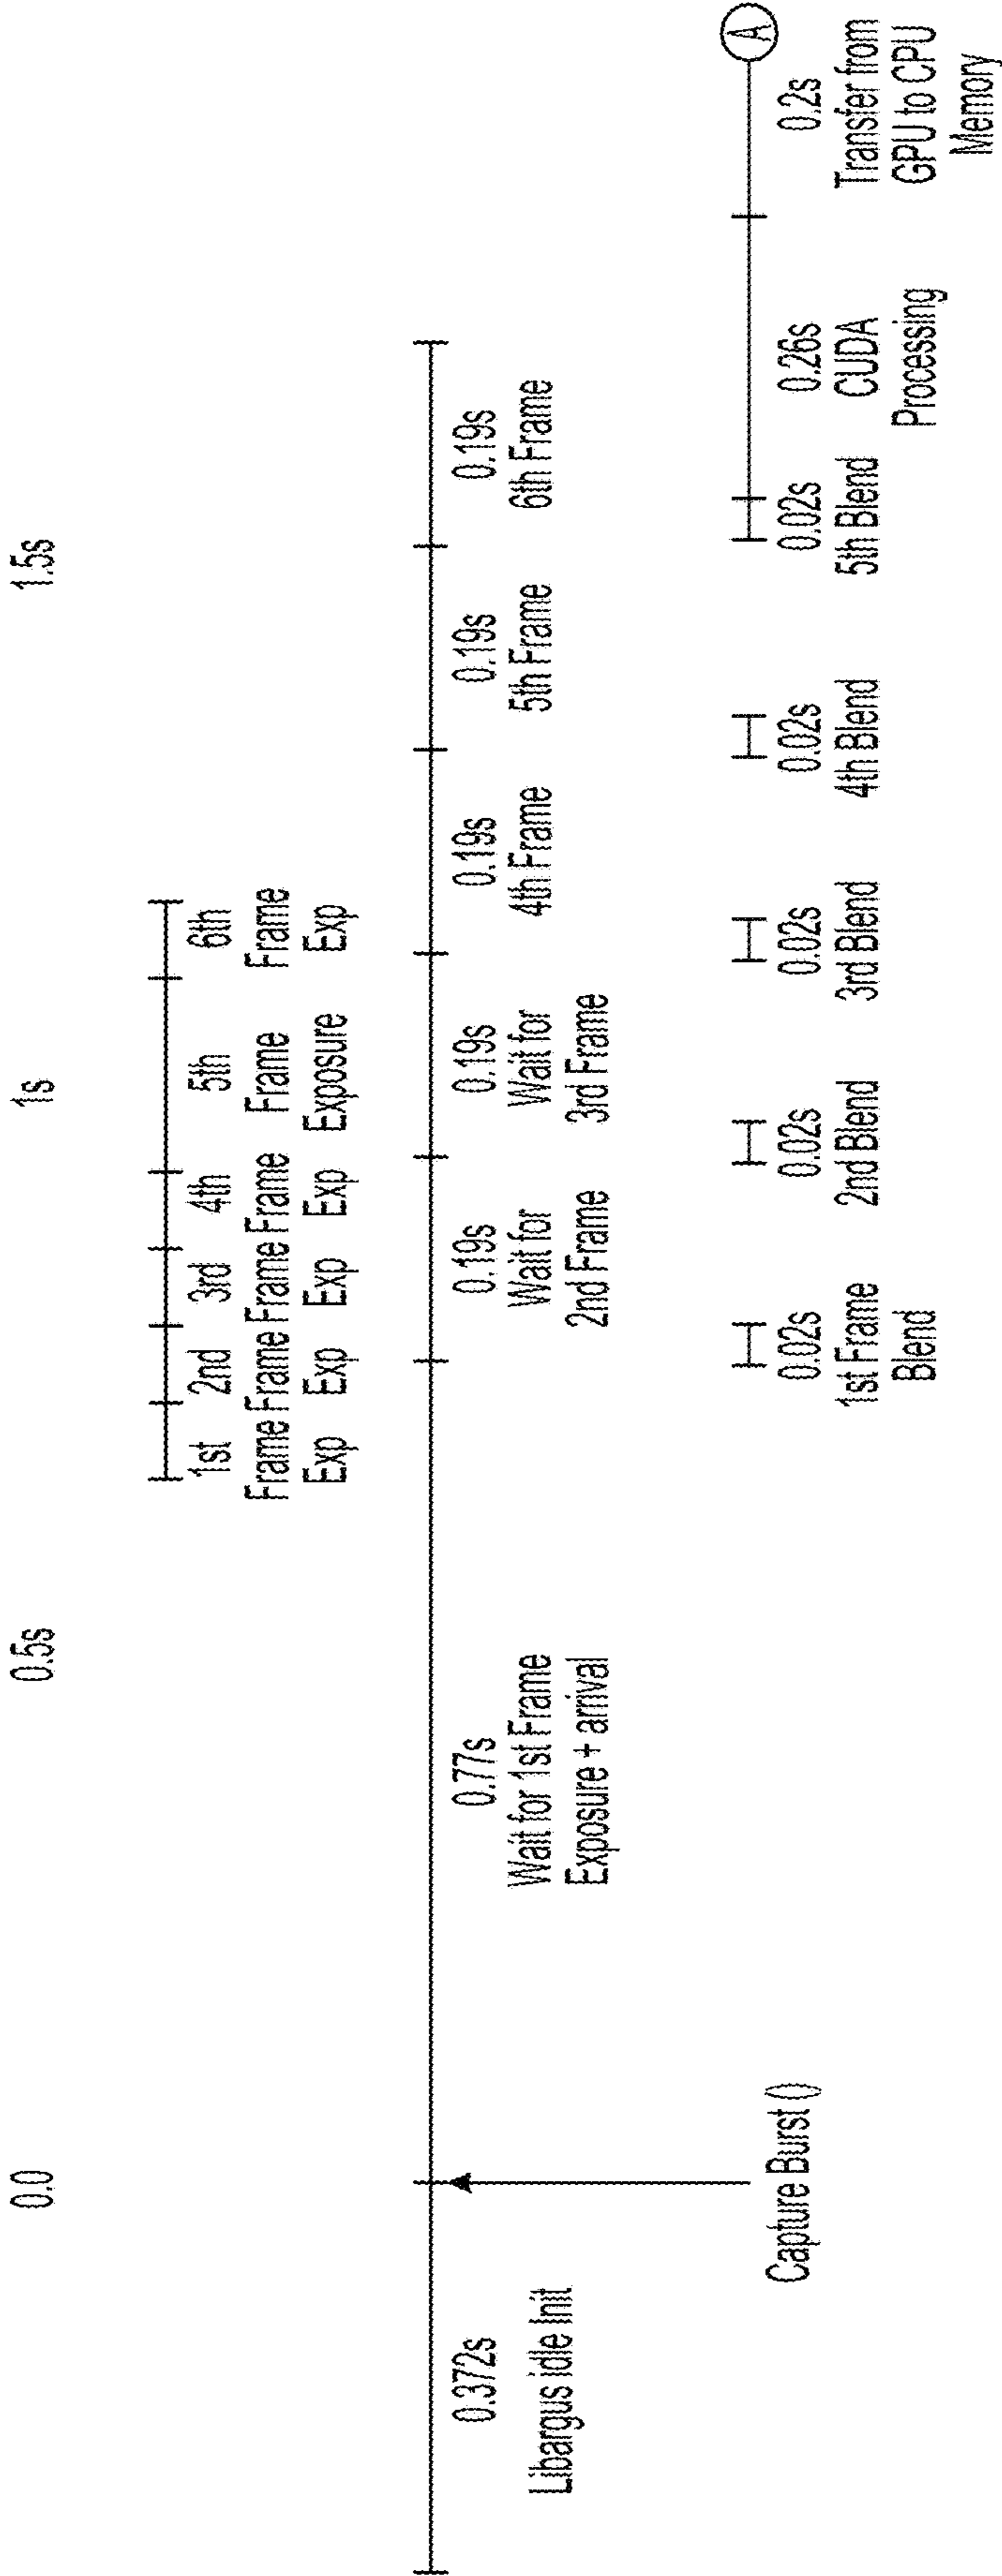 0.0
0.5s
1s
1.5s
1st
Frame
Exp
2nd
Frame
Exp
3rd
Frame
Exp
4th
Frame
Exp
5th
Frame
Exposure
6th
Frame
Exp
0.372s
Libargus idle Init
0.77s
Wait for 1st Frame
Exposure + arrival
0.19s
Wait for
2nd Frame
0.19s
Wait for
3rd Frame
0.19s
4th Frame
0.19s
5th Frame
0.19s
6th Frame
Capture Burst ()
0.02s
1st Frame
Blend
0.02s
2nd Blend
0.02s
3rd Blend
0.02s
4th Blend
0.02s
5th Blend
0.26s
CUDA
Processing
0.2s
Transfer from
GPU to CPU
Memory
A